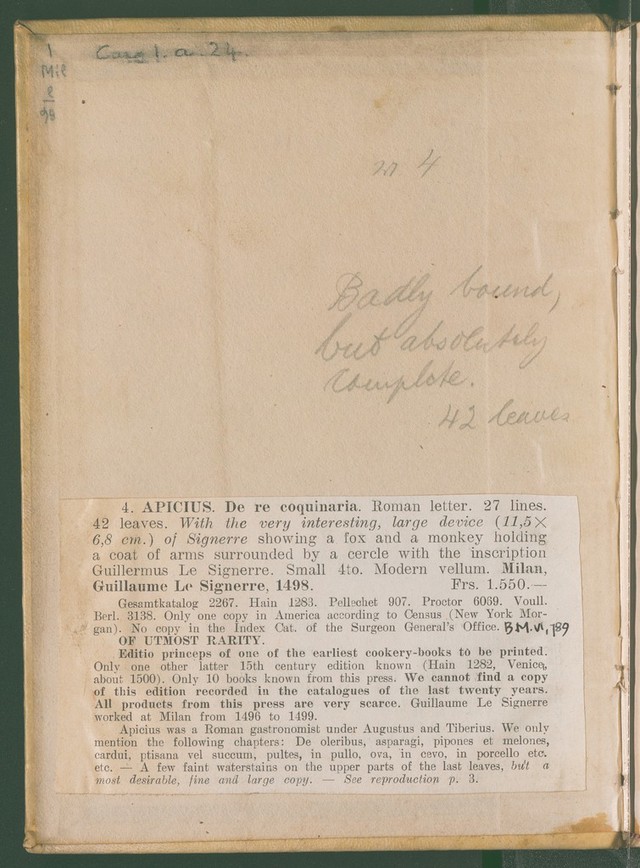 1
Mil
e
98
Case 1. a. 24.
nr. 4
Badly bound,
but absolutely
complete.
42 leaves
4. APICIUS. De re coquinaria. Roman letter. 27 lines.
42 leaves. With the very interesting, large device (11,5×
6,8 cm.) of Signerre showing a fox and a monkey holding
a coat of arms surrounded by a cercle with the inscription
Guillermus Le Signerre. Small 4to. Modern vellum. Milan,
Guillaume Le Signerre, 1498. Frs. 1.550.—
Gesamtkatalog 2267. Hain 1283. Pellechet 907. Proctor 6069. Voull.
Berl. 3138. Only one copy in America according to Census (New York Mor-
gan). No copy in the Index Cat. of the Surgeon General's Office. B.M. VI, 789
OF UTMOST RARITY.
Editio princeps of one of the earliest cookery-books to be printed.
Only one other latter 15th century edition known (Hain 1282, Venice,
about 1500). Only 10 books known from this press. We cannot find a copy
of this edition recorded in the catalogues of the last twenty years.
All products from this press are very scarce. Guillaume Le Signerre
worked at Milan from 1496 to 1499.
Apicius was a Roman gastronomist under Augustus and Tiberius. We only
mention the following chapters: De oleribus, asparagi, pipones et melones,
cardui, ptisana vel succum, pultes, in pullo, ova, in cevo, in porcello etc.
etc. — A few faint waterstains on the upper parts of the last leaves, but a
most desirable, fine and large copy. — See reproduction p. 3.